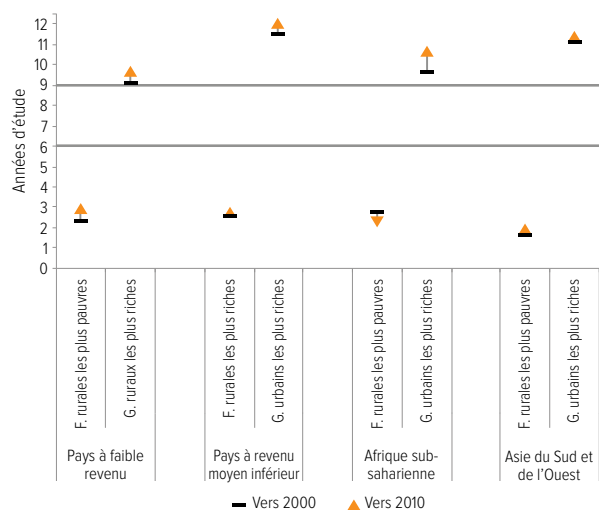 Années d'étude
12
11
10
9
8
7
6
5
4
3
2
1
0
F. rurales les plus pauvres
G. ruraux les plus riches
F. rurales les plus pauvres
G. urbains les plus riches
F. rurales les plus pauvres
G. urbains les plus riches
F. rurales les plus pauvres
G. urbains les plus riches
Pays à faible
revenu
Pays à revenu
moyen inférieur
Afrique sub-
saharienne
Asie du Sud et
de l'Ouest
Vers 2000
Vers 2010